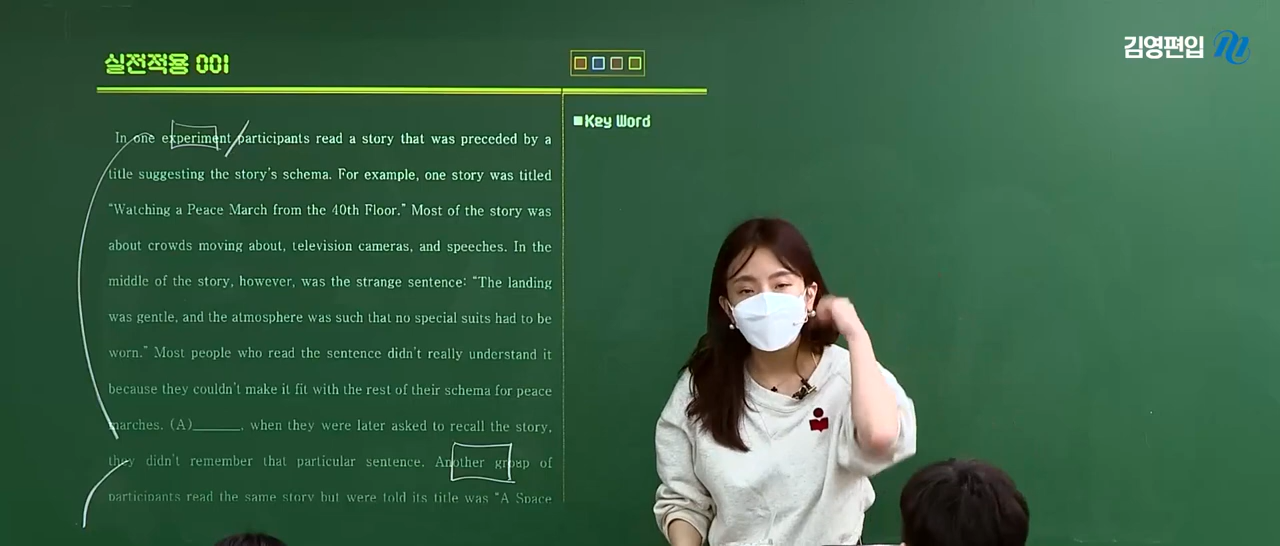 김영편입
실전적용 001
■Key Word
In one experiment participants read a story that was preceded by a
title suggesting the story's schema. For example, one story was titled
“Watching a Peace March from the 40th Floor.” Most of the story was
about crowds moving about, television cameras, and speeches. In the
middle of the story, however, was the strange sentence: “The landing
was gentle, and the atmosphere was such that no special suits had to be
worn.” Most people who read the sentence didn't really understand it
because they couldn't make it fit with the rest of their schema for peace
marches. (A)______, when they were later asked to recall the story,
they didn't remember that particular sentence. Another group of
participants read the same story but were told its title was “A Space